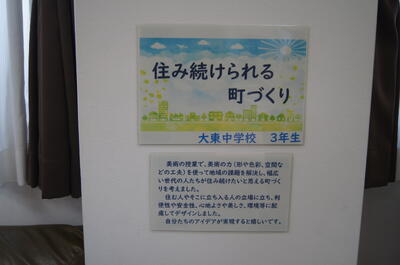 住み続けられる
町づくり
大東中学校　3年生
美術の授業で、美術の力（形や色彩、空間な
どの工夫）を使って地域の課題を解決し、幅広
い世代の人たちが住み続けたいと思える町づく
りを考えました。
住む人やそこに立ち入る人の立場に立ち、利
便性や安全性、心地よさや美しさ、環境等に配
慮してデザインしました。
自分たちのアイデアが実現すると嬉しいです。